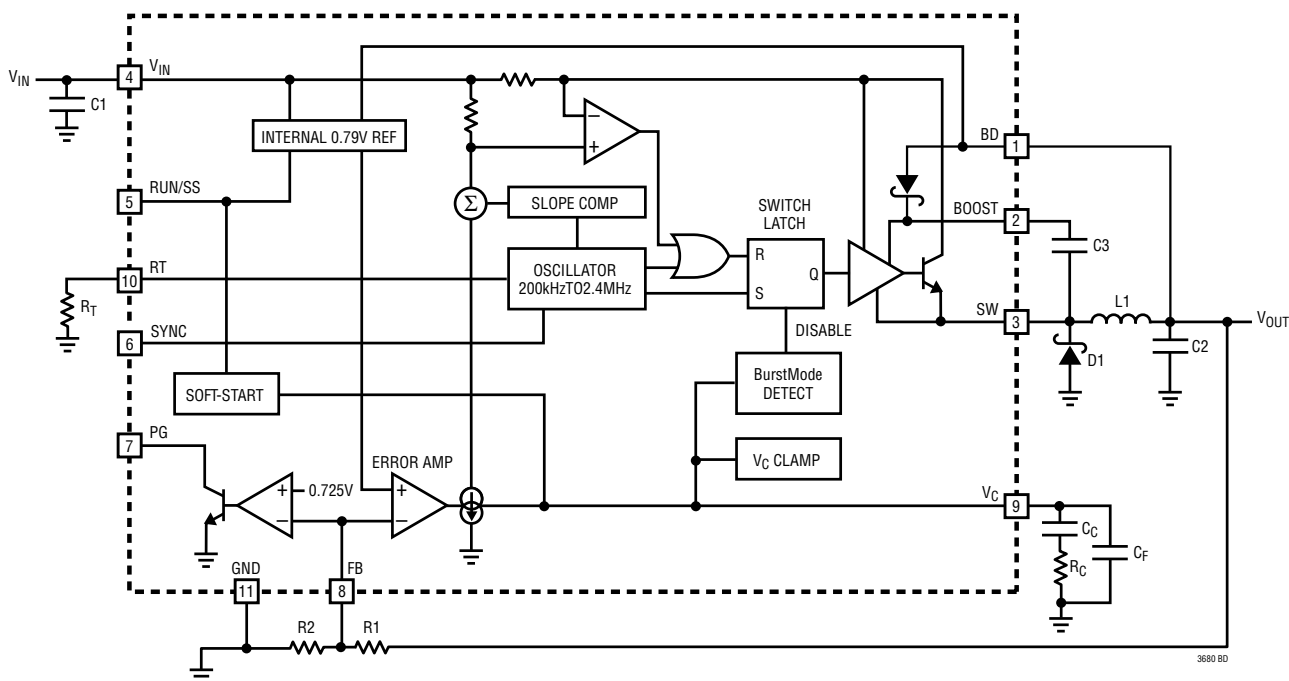 VIN
C1
4
VIN
INTERNAL 0.79V REF
5
RUN/SS
Σ
SLOPE COMP
OSCILLATOR
200kHzTO2.4MHz
10
RT
RT
6
SYNC
SOFT-START
7
PG
−
+
SWITCH
LATCH
R
S
Q
DISABLE
BurstMode
DETECT
VC CLAMP
BD
1
BOOST
2
C3
SW
3
L1
VOUT
D1
C2
ERROR AMP
+
−
0.725V
+
−
VC
9
CC
RC
CF
GND
11
FB
8
R2
R1
3680 BD